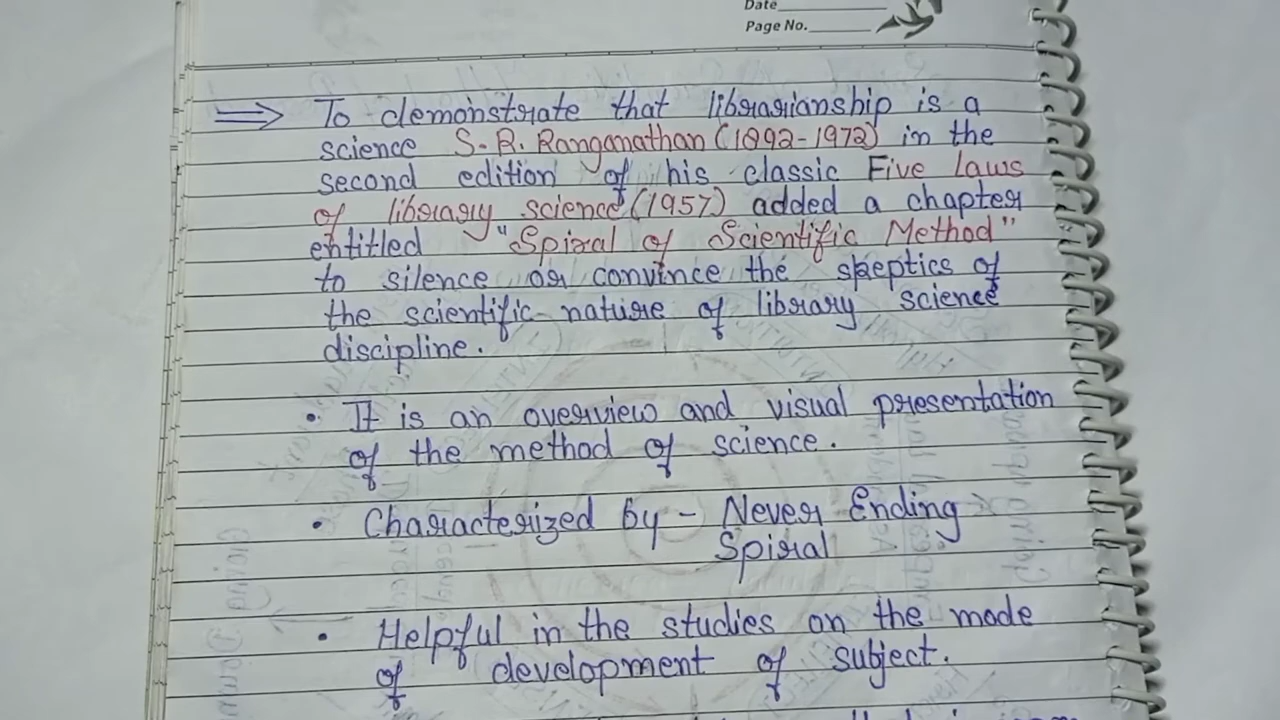 Date
Page No.
⇒ To demonstrate that librarianship is a
science S. R. Ranganathan (1892-1972) in the
second edition of his classic Five Laws
of library science (1957) added a chapter
entitled "Spiral of Scientific Method"
to silence or convince the skeptics of
the scientific nature of library science
discipline.
• It is an overview and visual presentation
of the method of science.
• Characterized by - Never Ending
Spiral
• Helpful in the studies on the mode
of development of subject.